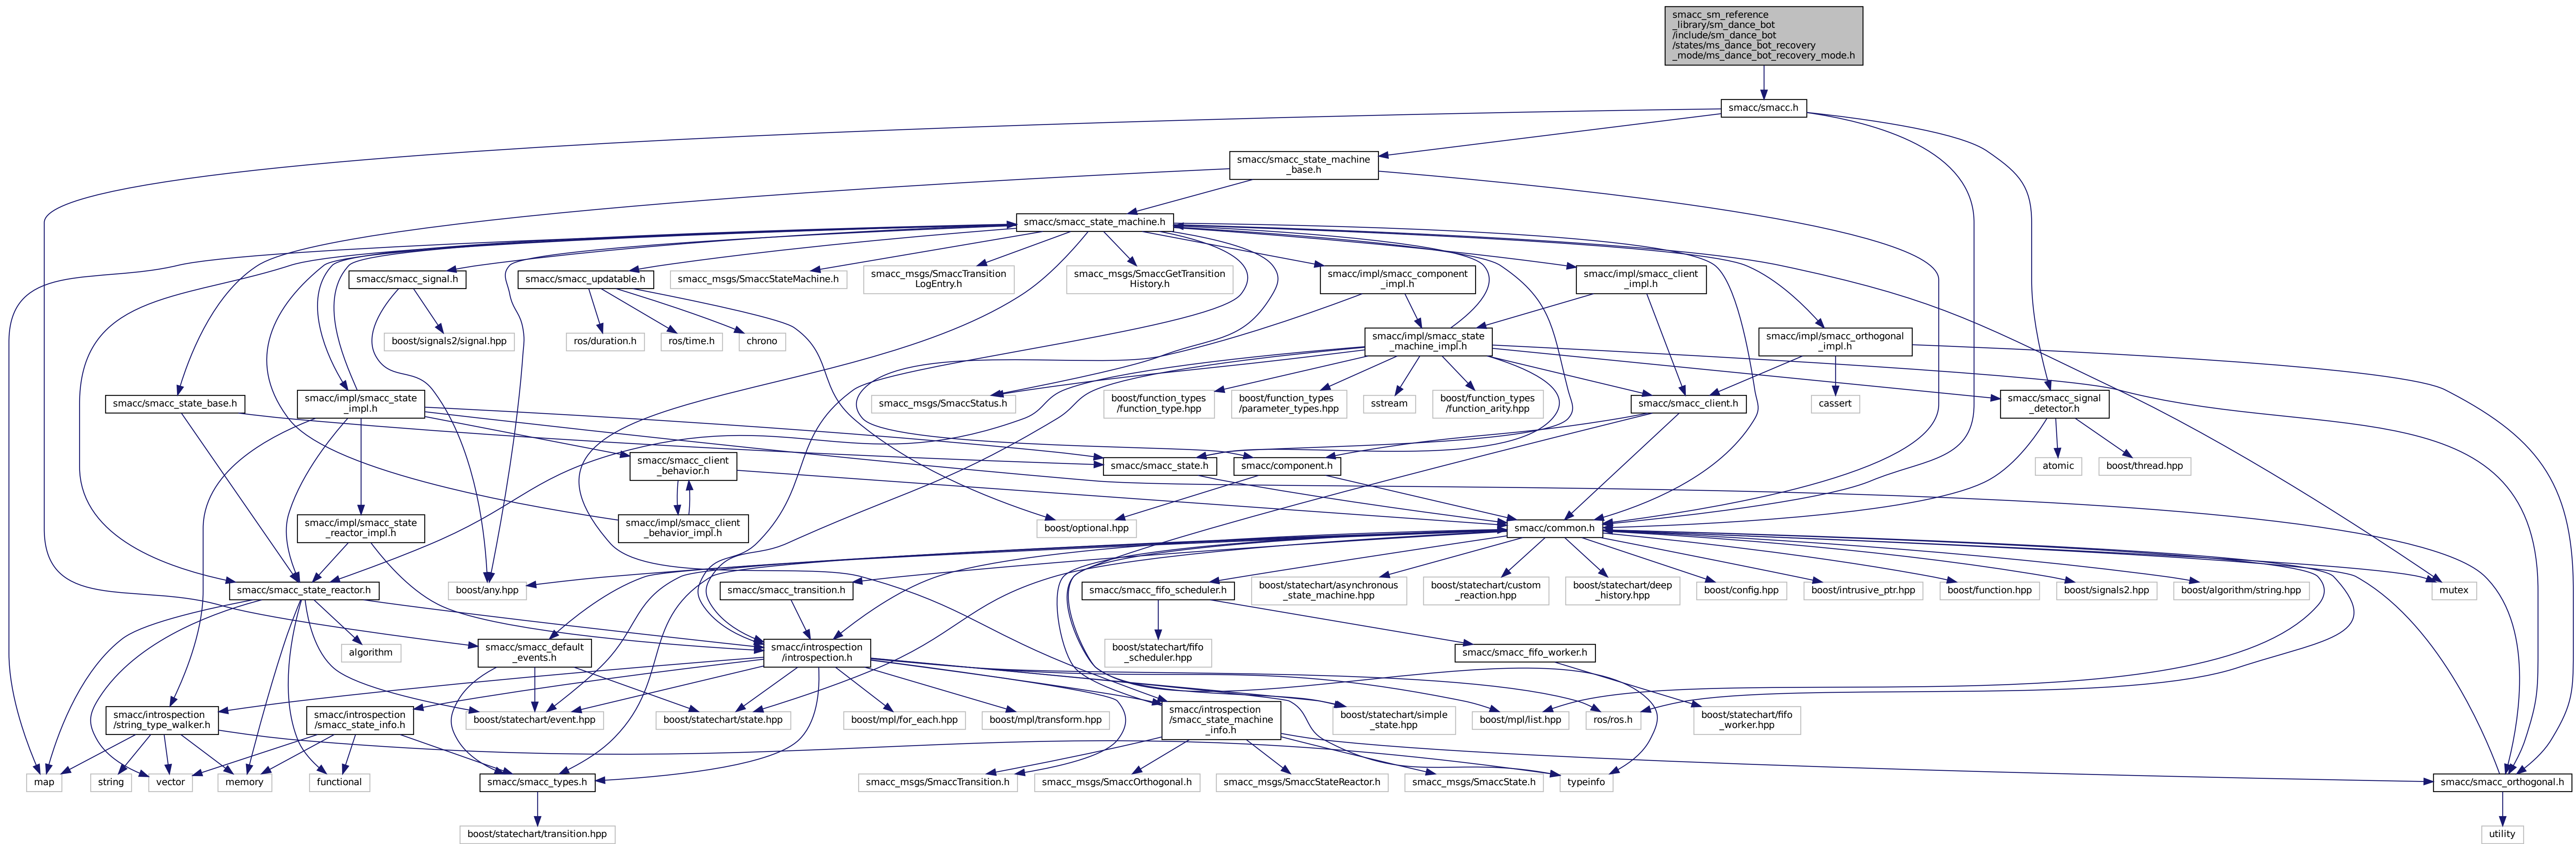 smacc_sm_reference
_library/sm_dance_bot
/include/sm_dance_bot
/states/ms_dance_bot_recovery
_mode/ms_dance_bot_recovery_mode.h
smacc/smacc.h
smacc/smacc_state_machine
_base.h
smacc/smacc_state_machine.h
smacc/smacc_signal.h
smacc/smacc_updatable.h
smacc_msgs/SmaccStateMachine.h
smacc_msgs/SmaccTransition
LogEntry.h
smacc_msgs/SmaccGetTransition
History.h
smacc/impl/smacc_component
_impl.h
smacc/impl/smacc_client
_impl.h
boost/signals2/signal.hpp
ros/duration.h
ros/time.h
chrono
smacc/impl/smacc_state
_machine_impl.h
smacc/impl/smacc_orthogonal
_impl.h
smacc/smacc_state_base.h
smacc/impl/smacc_state
_impl.h
smacc_msgs/SmaccStatus.h
boost/function_types
/function_type.hpp
boost/function_types
/parameter_types.hpp
sstream
boost/function_types
/function_arity.hpp
smacc/smacc_client.h
cassert
smacc/smacc_signal
_detector.h
smacc/smacc_client
_behavior.h
smacc/smacc_state.h
smacc/component.h
atomic
boost/thread.hpp
smacc/impl/smacc_state
_reactor_impl.h
smacc/impl/smacc_client
_behavior_impl.h
boost/optional.hpp
smacc/common.h
smacc/smacc_state_reactor.h
boost/any.hpp
smacc/smacc_transition.h
smacc/smacc_fifo_scheduler.h
boost/statechart/asynchronous
_state_machine.hpp
boost/statechart/custom
_reaction.hpp
boost/statechart/deep
_history.hpp
boost/config.hpp
boost/intrusive_ptr.hpp
boost/function.hpp
boost/signals2.hpp
boost/algorithm/string.hpp
mutex
algorithm
smacc/smacc_default
_events.h
smacc/introspection
/introspection.h
boost/statechart/fifo
_scheduler.hpp
smacc/smacc_fifo_worker.h
smacc/introspection
/string_type_walker.h
smacc/introspection
/smacc_state_info.h
boost/statechart/event.hpp
boost/statechart/state.hpp
boost/mpl/for_each.hpp
boost/mpl/transform.hpp
smacc/introspection
/smacc_state_machine
_info.h
boost/statechart/simple
_state.hpp
boost/mpl/list.hpp
ros/ros.h
boost/statechart/fifo
_worker.hpp
map
string
vector
memory
functional
smacc/smacc_types.h
smacc_msgs/SmaccTransition.h
smacc_msgs/SmaccOrthogonal.h
smacc_msgs/SmaccStateReactor.h
smacc_msgs/SmaccState.h
typeinfo
smacc/smacc_orthogonal.h
boost/statechart/transition.hpp
utility